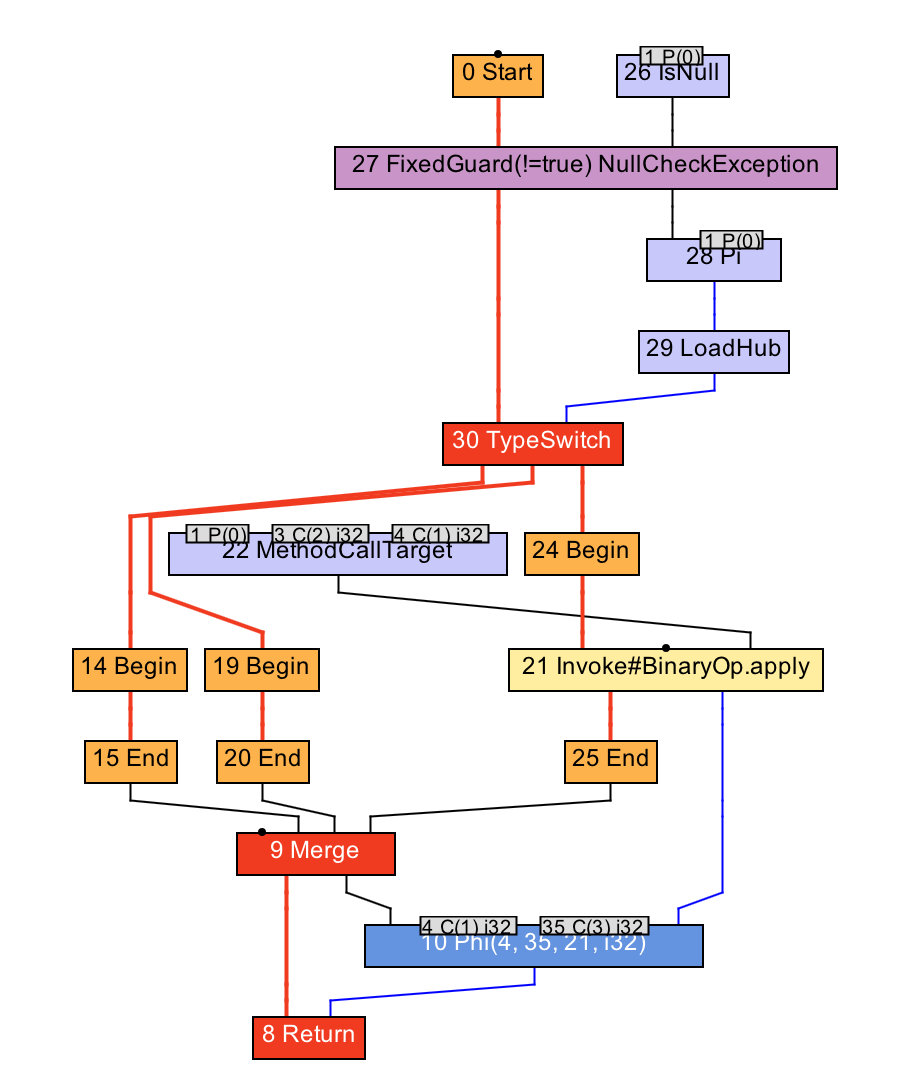 1 P(0)
0 Start
26 IsNull
27 FixedGuard(!=true) NullCheckException
1 P(0)
28 Pi
29 LoadHub
30 TypeSwitch
1 P(0) 3 C(2) i32 4 C(1) i32
22 MethodCallTarget
24 Begin
14 Begin
19 Begin
21 Invoke#BinaryOp.apply
15 End
20 End
25 End
9 Merge
4 C(1) i32 35 C(3) i32
10 Phi(4, 35, 21, i32)
8 Return